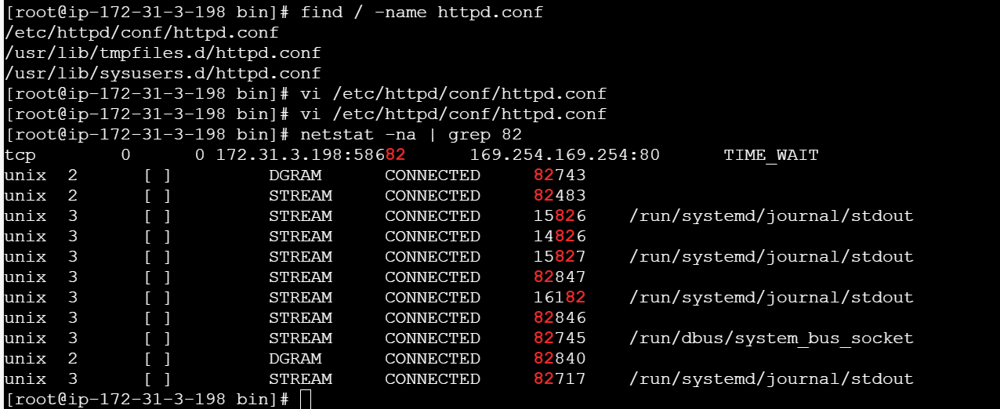 [root@ip-172-31-3-198 bin]# find / -name httpd.conf
/etc/httpd/conf/httpd.conf
/usr/lib/tmpfiles.d/httpd.conf
/usr/lib/sysusers.d/httpd.conf
[root@ip-172-31-3-198 bin]# vi /etc/httpd/conf/httpd.conf
[root@ip-172-31-3-198 bin]# vi /etc/httpd/conf/httpd.conf
[root@ip-172-31-3-198 bin]# netstat -na | grep 82
tcp        0      0 172.31.3.198:58682      169.254.169.254:80      TIME_WAIT
unix  2      [ ]         DGRAM      CONNECTED     82743
unix  2      [ ]         STREAM     CONNECTED     82483
unix  3      [ ]         STREAM     CONNECTED     15826    /run/systemd/journal/stdout
unix  3      [ ]         STREAM     CONNECTED     14826
unix  3      [ ]         STREAM     CONNECTED     15827    /run/systemd/journal/stdout
unix  3      [ ]         STREAM     CONNECTED     82847
unix  3      [ ]         STREAM     CONNECTED     16182    /run/systemd/journal/stdout
unix  3      [ ]         STREAM     CONNECTED     82846
unix  3      [ ]         STREAM     CONNECTED     82745    /run/dbus/system_bus_socket
unix  2      [ ]         DGRAM      CONNECTED     82840
unix  3      [ ]         STREAM     CONNECTED     82717    /run/systemd/journal/stdout
[root@ip-172-31-3-198 bin]#